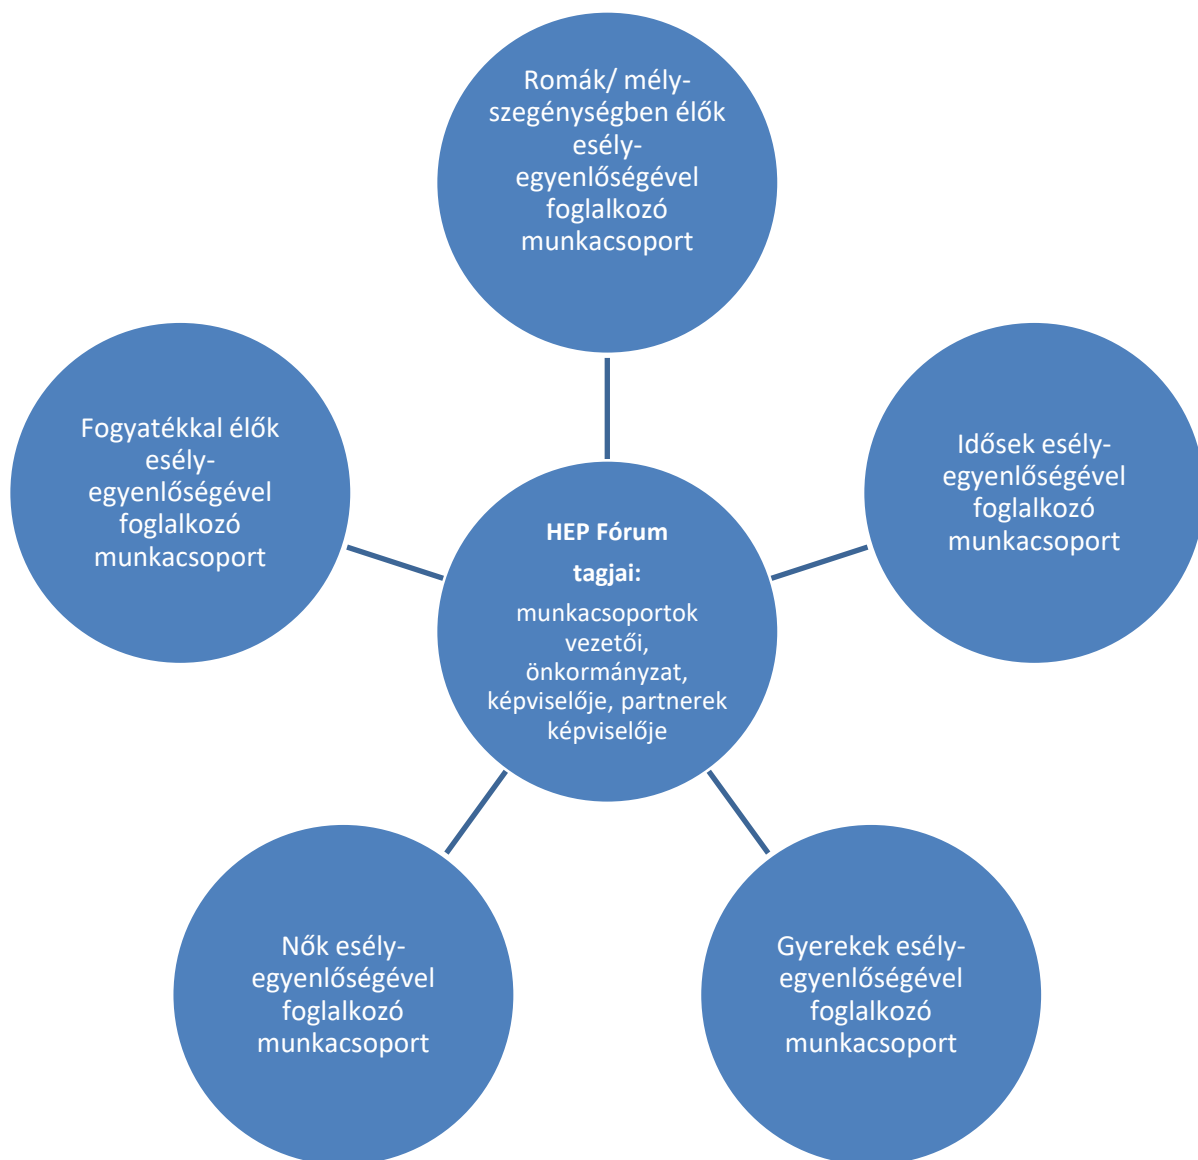 Romák/ mély-
szegénységben élők
esély-
egyenlőségével
foglalkozó
munkacsoport
Fogyatékkal élők
esély-
egyenlőségével
foglalkozó
munkacsoport
Idősek esély-
egyenlőségével
foglalkozó
munkacsoport
HEP Fórum
tagjai:
munkacsoportok
vezetői,
önkormányzat,
képviselője, partnerek
képviselője
Nők esély-
egyenlőségével
foglalkozó
munkacsoport
Gyerekek esély-
egyenlőségével
foglalkozó
munkacsoport